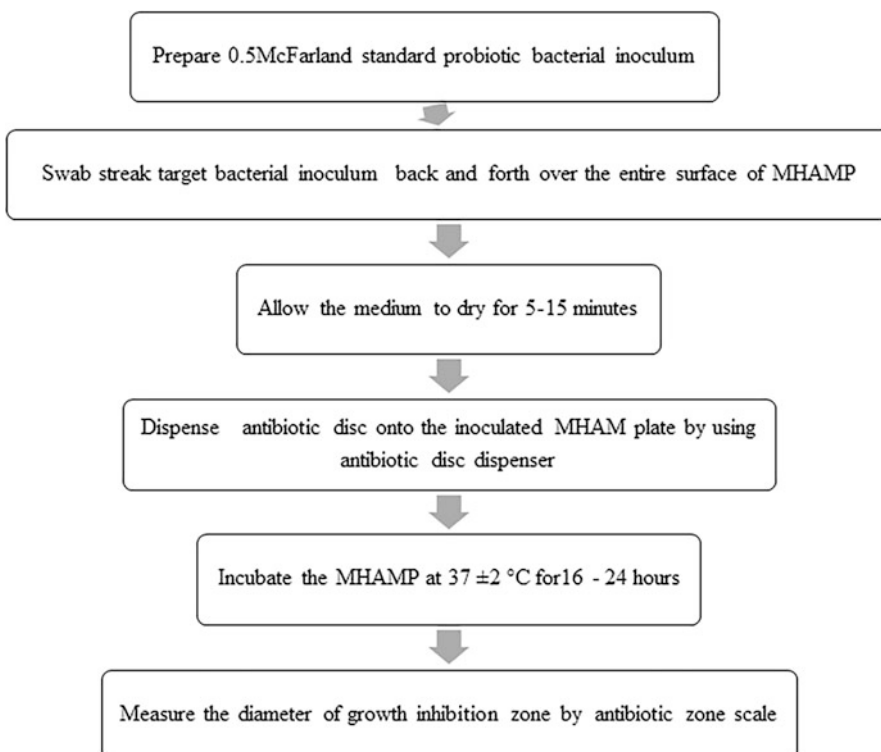 Prepare 0.5McFarland standard probiotic bacterial inoculum
Swab streak target bacterial inoculum back and forth over the entire surface of MHAMP
Allow the medium to dry for 5-15 minutes
Dispense antibiotic disc onto the inoculated MHAM plate by using
antibiotic disc dispenser
Incubate the MHAMP at 37 ±2 °C for16 - 24 hours
Measure the diameter of growth inhibition zone by antibiotic zone scale